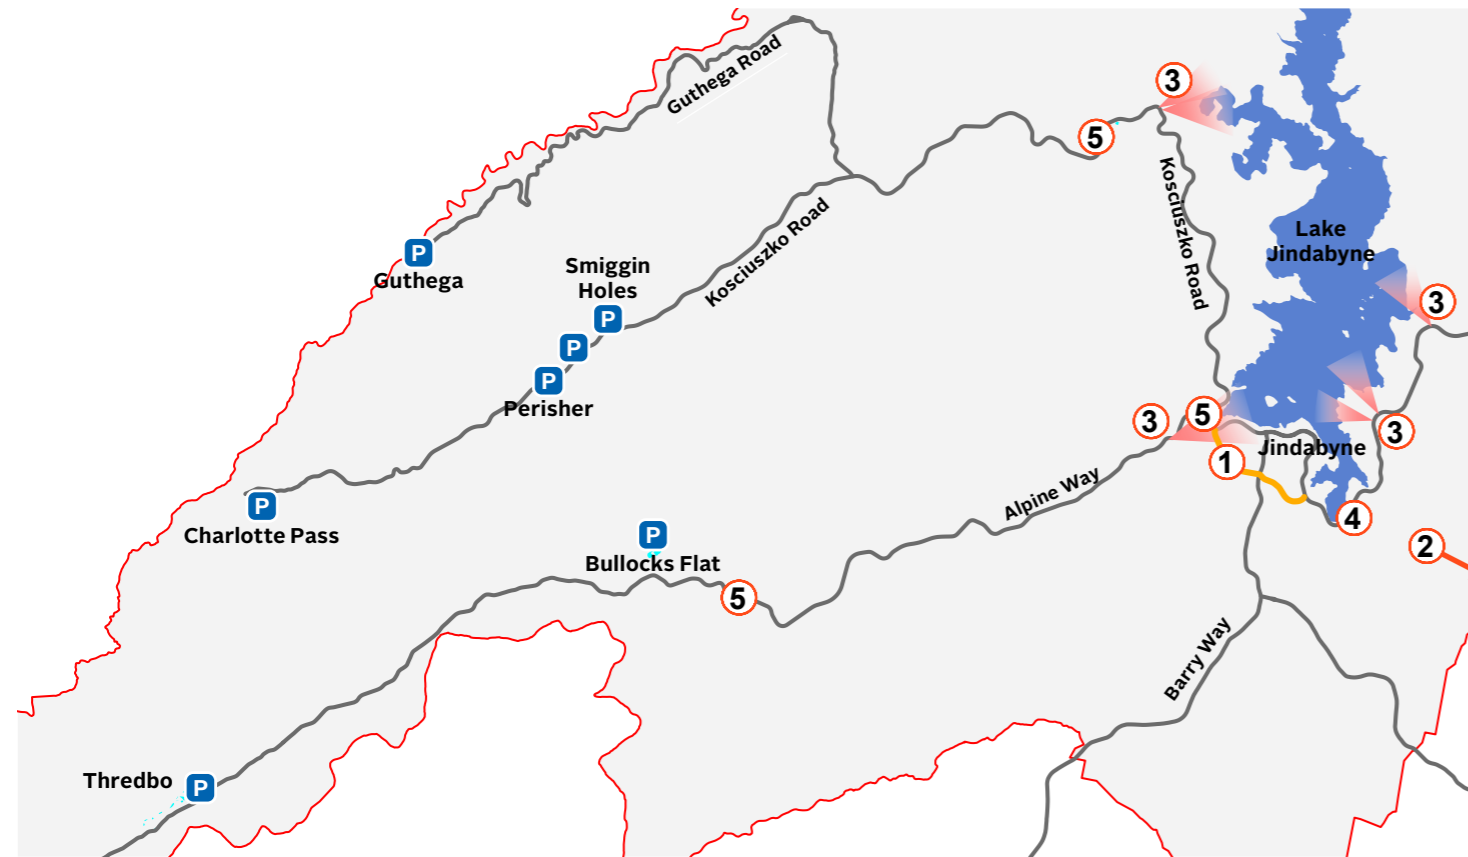 Guthega Road
3
5
Kosciuszko Road
Lake
Jindabyne
P
Guthega
Smiggin
Holes
P
Kosciuszko Road
3
P
P
Perisher
3
5
3
Jindabyne
1
P
Charlotte Pass
Alpine Way
4
P
Bullocks Flat
2
5
Barry Way
Thredbo
P